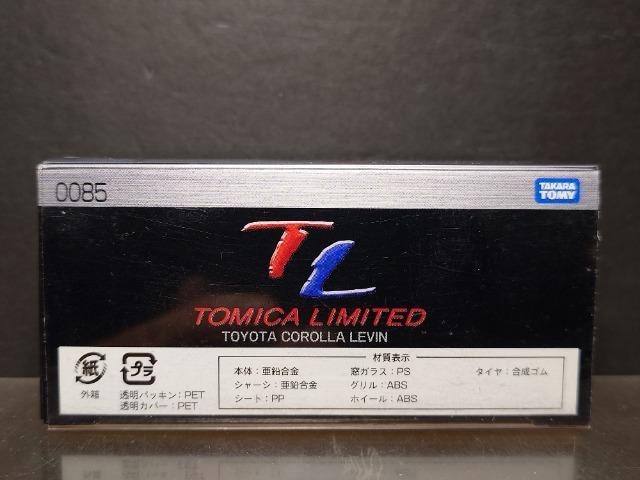 0085
TAKARA
TOMY
TL
TOMICA LIMITED
TOYOTA COROLLA LEVIN
紙
外箱
プラ
透明パッキン:PET
透明カバー:PET
材質表示
本体:亜鉛合金 窓ガラス:PS タイヤ:合成ゴム
シャーシ:亜鉛合金 グリル:ABS
シート:PP ホイール:ABS